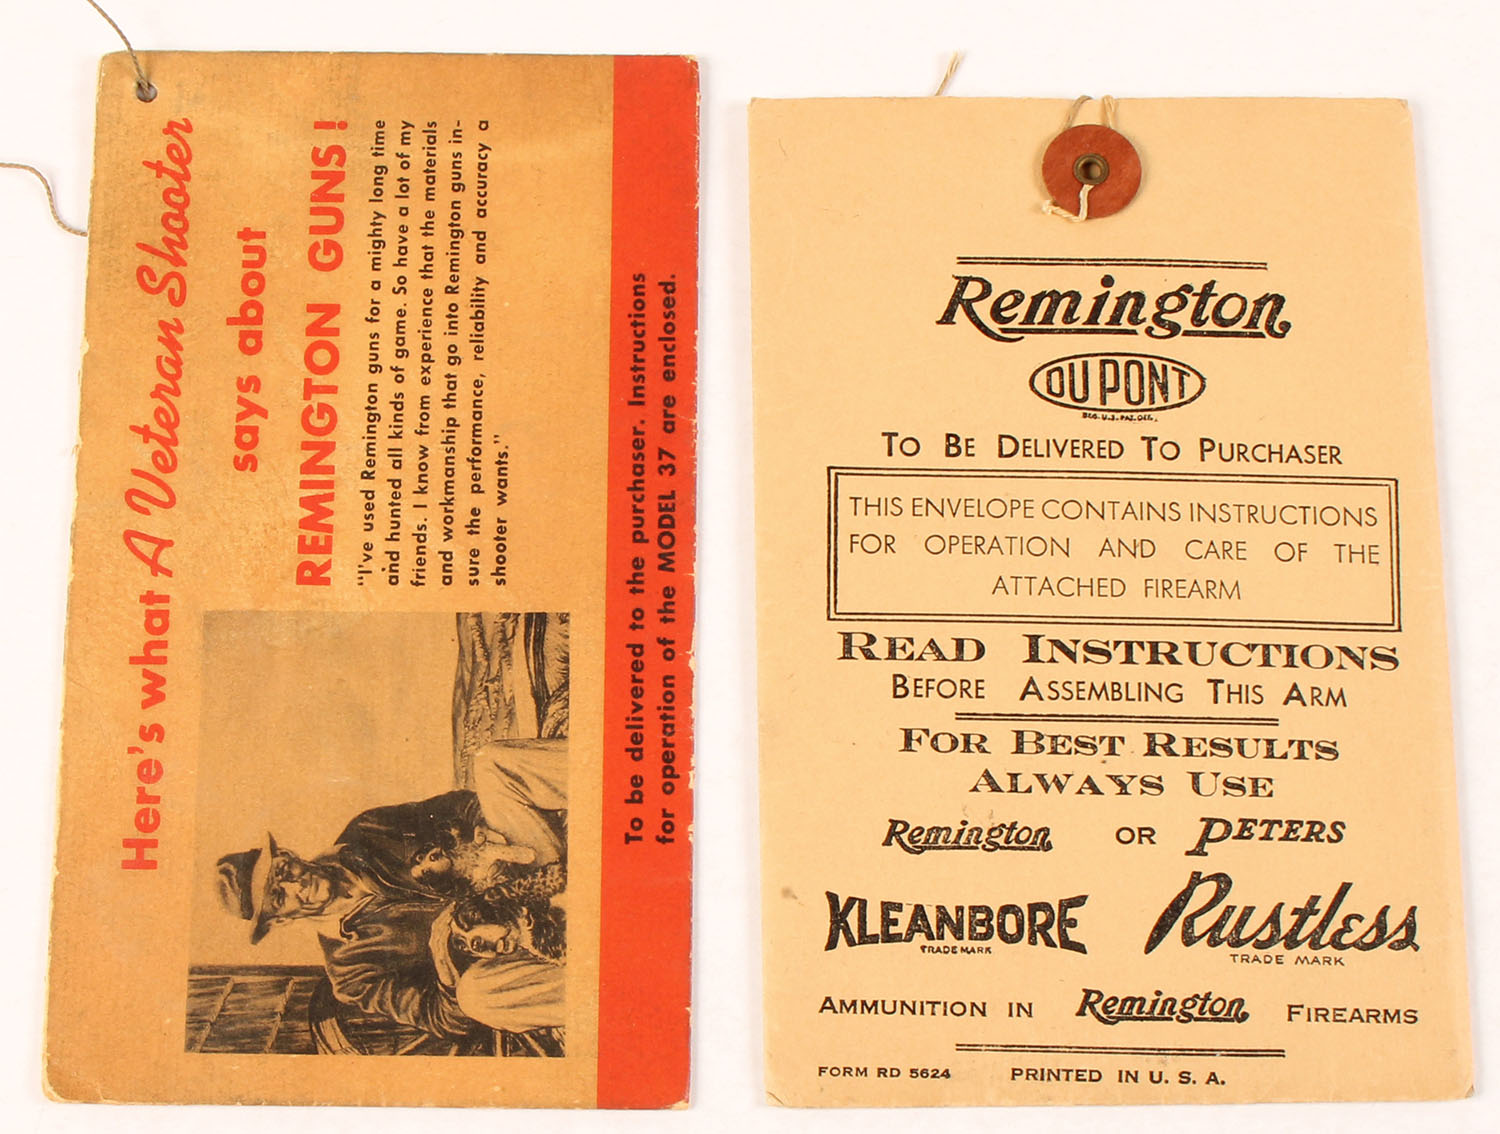 Here's what A Veteran Shooter
says about
REMINGTON GUNS!
"I've used Remington guns for a mighty long time
and hunted all kinds of game. So have a lot of my
friends. I know from experience that the materials
and workmanship that go into Remington guns in-
sure the performance, reliability and accuracy a
shooter wants."
To be delivered to the purchaser. Instructions
for operation of the MODEL 37 are enclosed.
Remington
DU PONT
REG. U.S. PAT. OFF.
TO BE DELIVERED TO PURCHASER
THIS ENVELOPE CONTAINS INSTRUCTIONS
FOR OPERATION AND CARE OF THE
ATTACHED FIREARM
READ INSTRUCTIONS
BEFORE ASSEMBLING THIS ARM
FOR BEST RESULTS
ALWAYS USE
Remington OR PETERS
KLEANBORE Rustless
TRADE MARK TRADE MARK
AMMUNITION IN Remington FIREARMS
FORM RD 5624 PRINTED IN U. S. A.